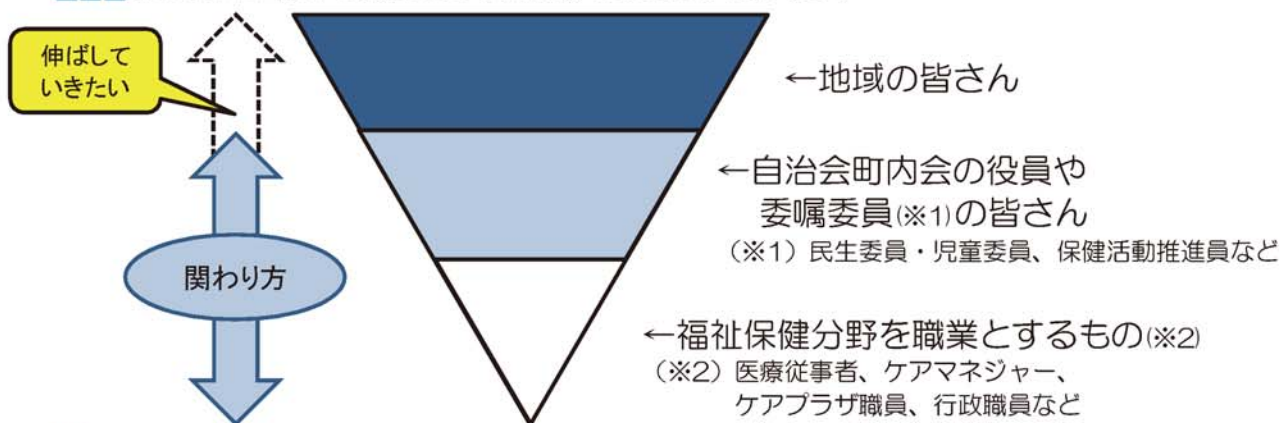 伸ばして
いきたい
←地域の皆さん
←自治会町内会の役員や
委嘱委員(※1)の皆さん
(※1) 民生委員・児童委員、保健活動推進員など
関わり方
←福祉保健分野を職業とするもの(※2)
(※2) 医療従事者、ケアマネジャー、
ケアプラザ職員、行政職員など